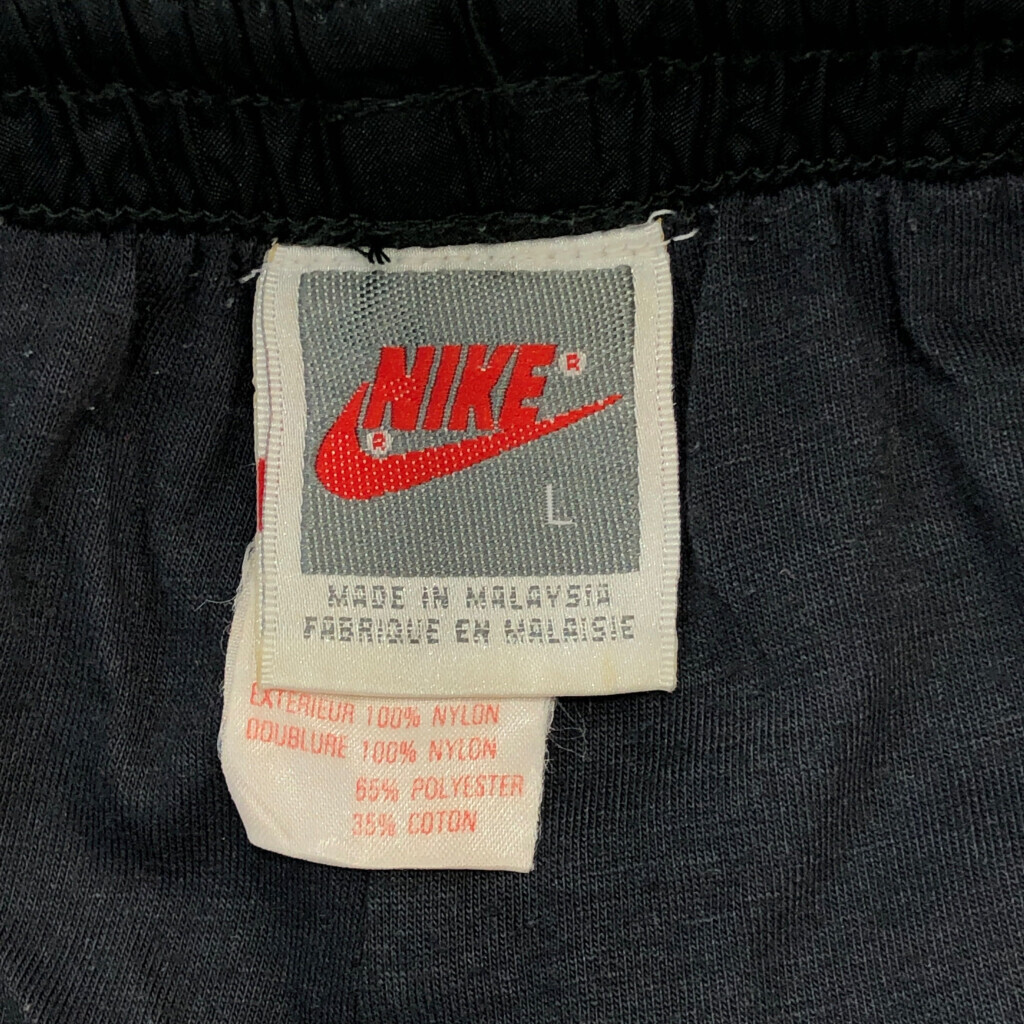 NIKE®
®
L
MADE IN MALAYSIA
FABRIQUE EN MALAISIE
EXTERIEUR 100% NYLON
DOUBLURE 100% NYLON
65% POLYESTER
35% COTON